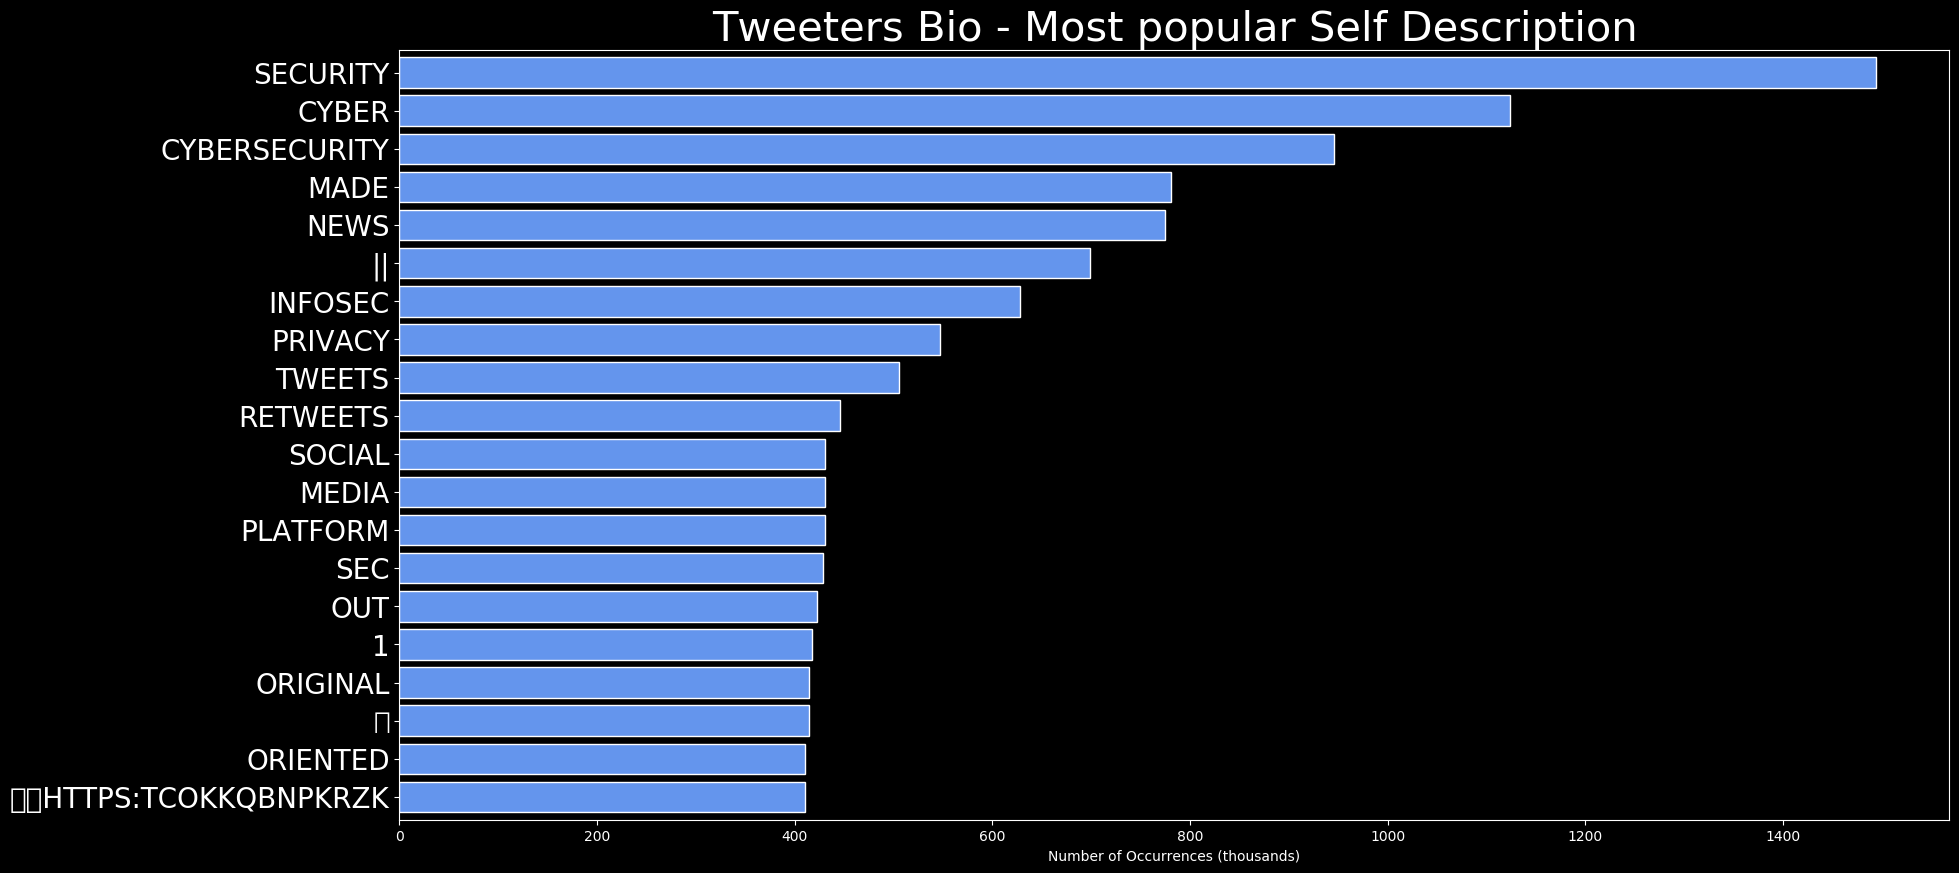 Tweeters Bio - Most popular Self Description
SECURITY
CYBER
CYBERSECURITY
MADE
NEWS
||
INFOSEC
PRIVACY
TWEETS
RETWEETS
SOCIAL
MEDIA
PLATFORM
SEC
OUT
1
ORIGINAL
ORIENTED
HTTPS:TCOKKQBNPKRZK
0 200 400 600 800 1000 1200 1400
Number of Occurrences (thousands)